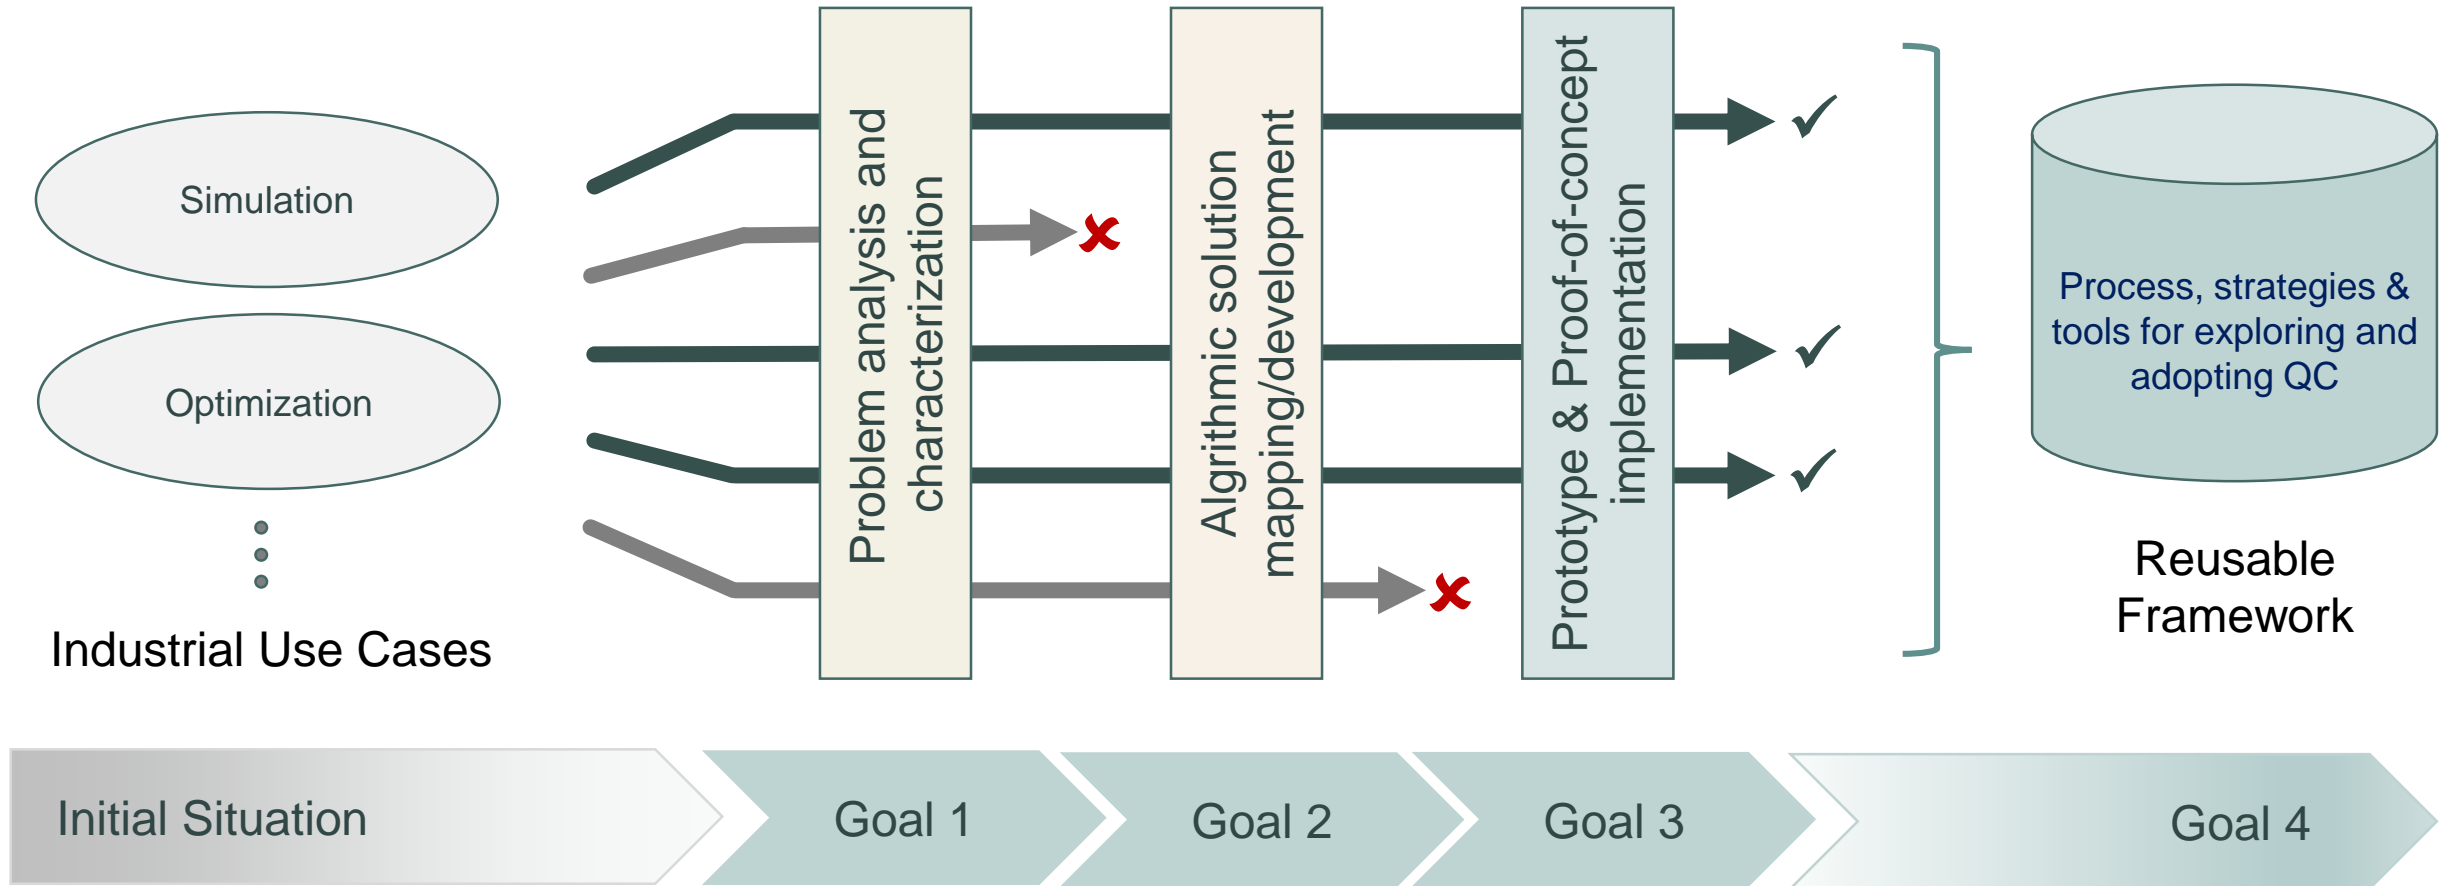 Simulation
Optimization
Industrial Use Cases
Problem analysis and
characterization
Algrithmic solution
mapping/development
Prototype & Proof-of-concept
implementation
Process, strategies &
tools for exploring and
adopting QC
Reusable
Framework
Initial Situation
Goal 1
Goal 2
Goal 3
Goal 4